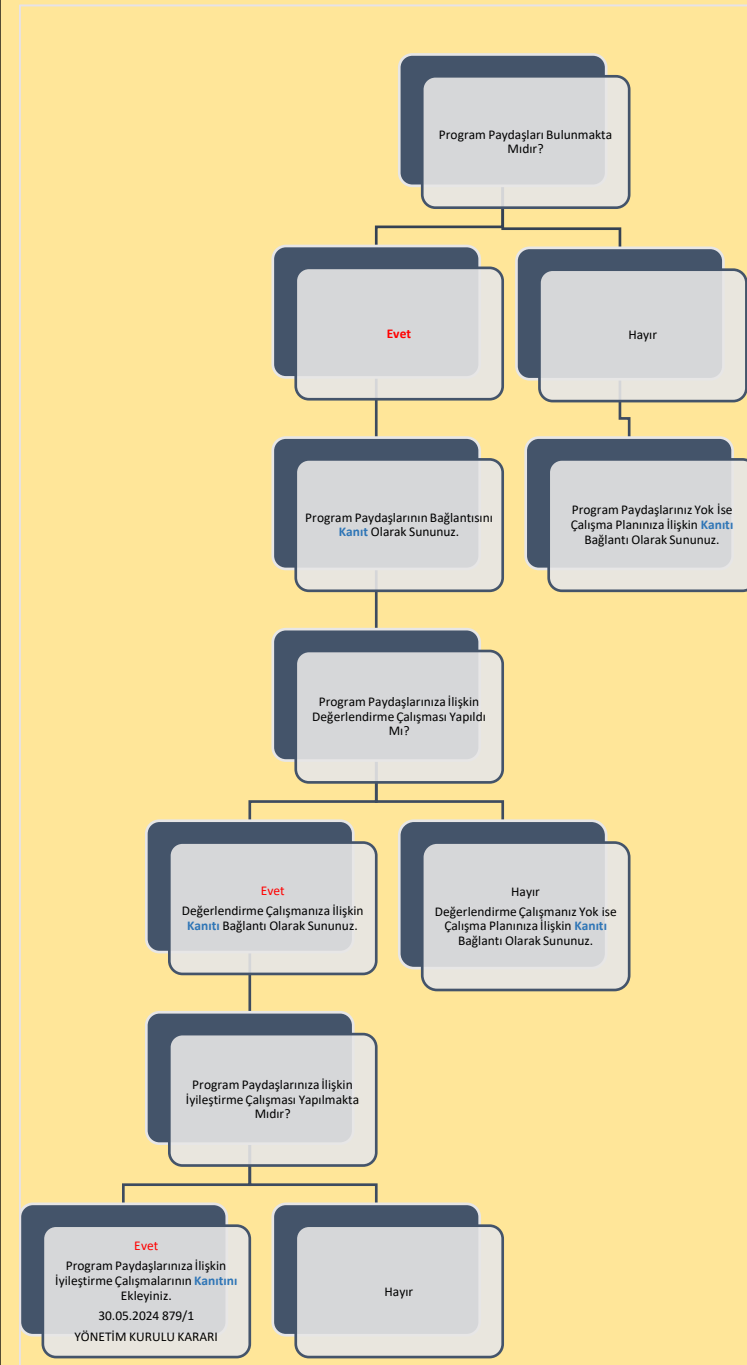 Program Paydaşları Bulunmakta
Mıdır?
Evet
Hayır
Program Paydaşlarının Bağlantısını
Kanıt Olarak Sununuz.
Program Paydaşlarınız Yok İse
Çalışma Planınıza İlişkin Kanıtı
Bağlantı Olarak Sununuz.
Program Paydaşlarınıza İlişkin
Değerlendirme Çalışması Yapıldı
Mı?
Evet
Değerlendirme Çalışmanıza İlişkin
Kanıtı Bağlantı Olarak Sununuz.
Hayır
Değerlendirme Çalışmanız Yok ise
Çalışma Planınıza İlişkin Kanıtı
Bağlantı Olarak Sununuz.
Program Paydaşlarınıza İlişkin
İyileştirme Çalışması Yapılmakta
Mıdır?
Evet
Program Paydaşlarınıza İlişkin
İyileştirme Çalışmalarının Kanıtını
Ekleyiniz.
30.05.2024 879/1
YÖNETİM KURULU KARARI
Hayır